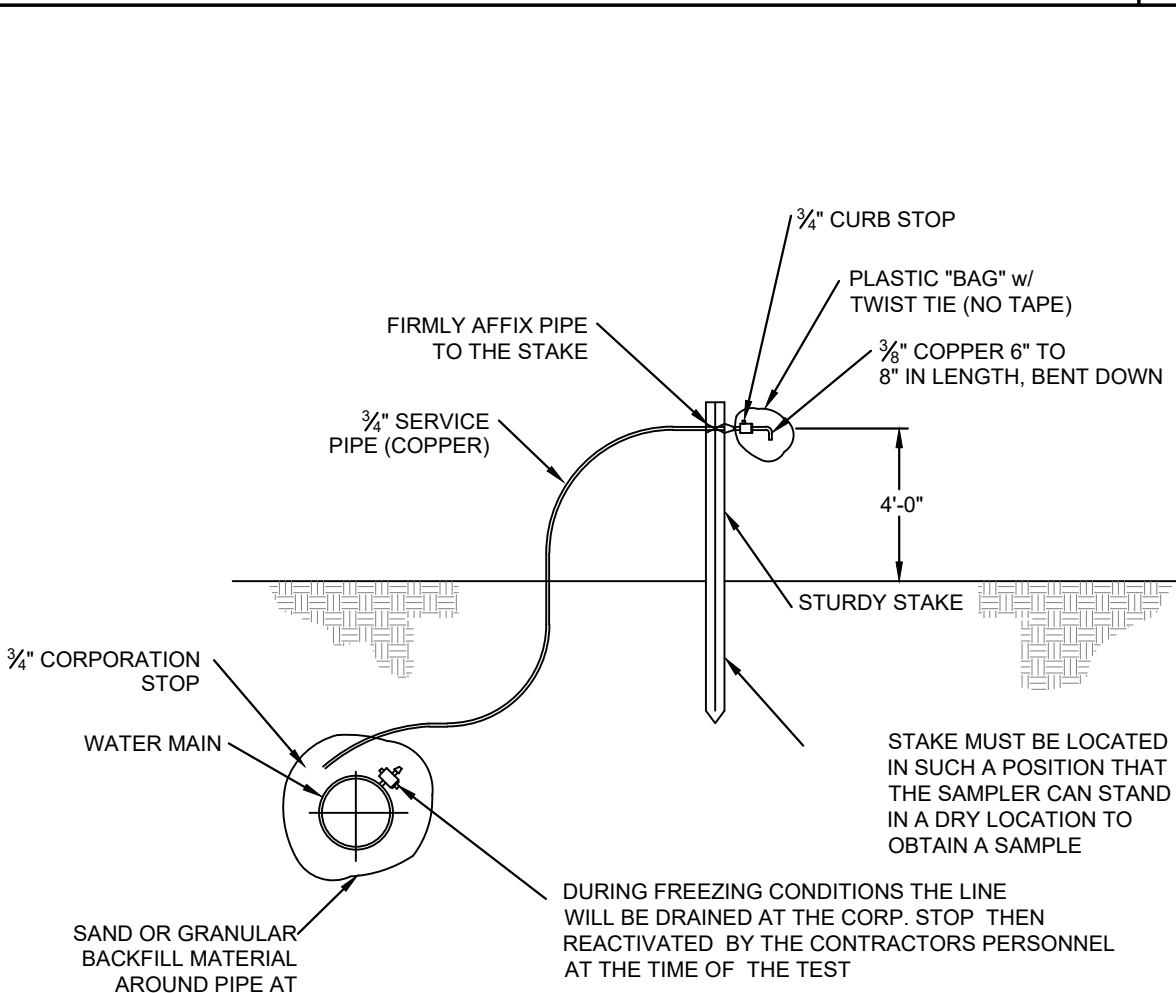 3/4" CURB STOP
PLASTIC "BAG" w/
TWIST TIE (NO TAPE)
FIRMLY AFFIX PIPE
TO THE STAKE
3/8" COPPER 6" TO
8" IN LENGTH, BENT DOWN
3/4" SERVICE
PIPE (COPPER)
4'-0"
STURDY STAKE
3/4" CORPORATION
STOP
WATER MAIN
STAKE MUST BE LOCATED
IN SUCH A POSITION THAT
THE SAMPLER CAN STAND
IN A DRY LOCATION TO
OBTAIN A SAMPLE
DURING FREEZING CONDITIONS THE LINE
WILL BE DRAINED AT THE CORP. STOP THEN
REACTIVATED BY THE CONTRACTORS PERSONNEL
AT THE TIME OF THE TEST
SAND OR GRANULAR
BACKFILL MATERIAL
AROUND PIPE AT